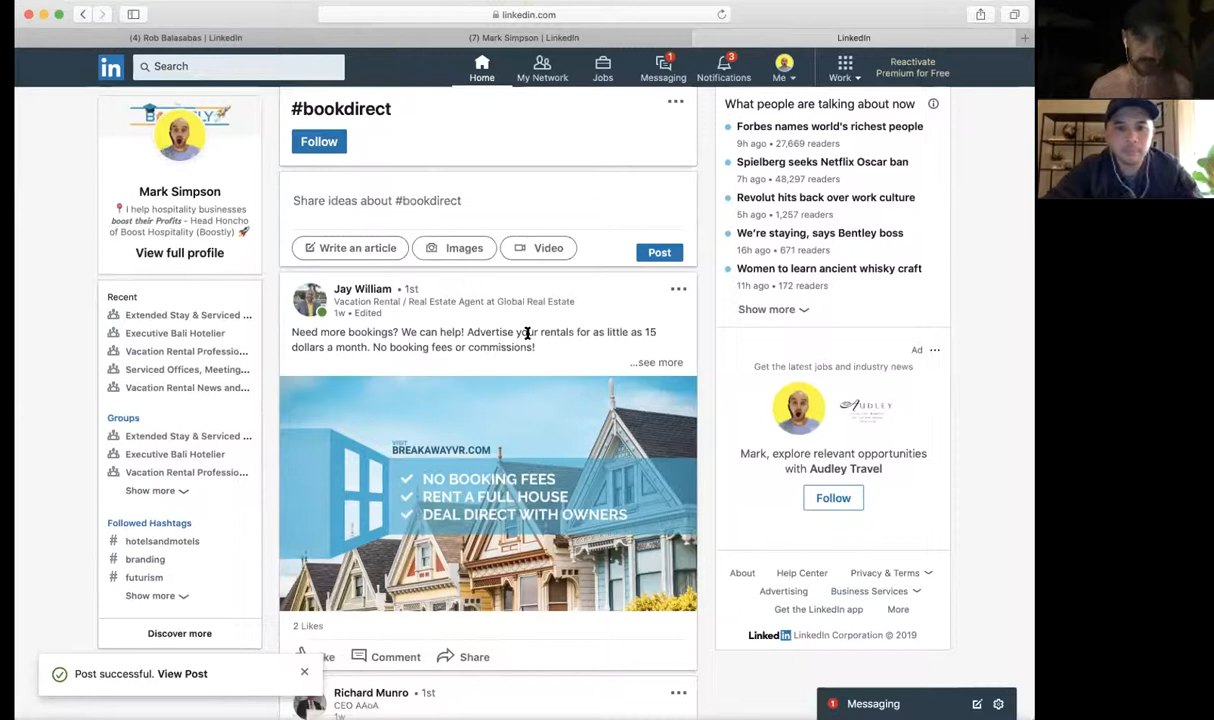 linkedin.com
(4) Rob Balasabas | LinkedIn
(7) Mark Simpson | LinkedIn
LinkedIn
in
Search
Home
My Network
Jobs
1
Messaging
3
Notifications
Me
Work
Reactivate
Premium for Free
BOOSTLY
Mark Simpson
I help hospitality businesses
boost their Profits - Head Honcho
of Boost Hospitality (Boostly)
View full profile
Recent
Extended Stay & Serviced ...
Executive Bali Hotelier
Vacation Rental Professio...
Serviced Offices, Meeting...
Vacation Rental News and...
Groups
Extended Stay & Serviced ...
Executive Bali Hotelier
Vacation Rental Professio...
Show more
Followed Hashtags
# hotelsandmotels
# branding
# futurism
Show more
Discover more
Post successful. View Post
#bookdirect
Follow
Share ideas about #bookdirect
Write an article
Images
Video
Post
Jay William • 1st
Vacation Rental / Real Estate Agent at Global Real Estate
1w • Edited
Need more bookings? We can help! Advertise your rentals for as little as 15
dollars a month. No booking fees or commissions!
...see more
VISIT
BREAKAWAYVR.COM
NO BOOKING FEES
RENT A FULL HOUSE
DEAL DIRECT WITH OWNERS
2 Likes
ke
Comment
Share
Richard Munro • 1st
CEO AAoA
1w
What people are talking about now
Forbes names world's richest people
9h ago • 27,669 readers
Spielberg seeks Netflix Oscar ban
7h ago • 48,297 readers
Revolut hits back over work culture
5h ago • 1,257 readers
We're staying, says Bentley boss
16h ago • 671 readers
Women to learn ancient whisky craft
11h ago • 172 readers
Show more
Ad
Get the latest jobs and industry news
AUDLEY
Mark, explore relevant opportunities
with Audley Travel
Follow
About
Help Center
Privacy & Terms
Advertising
Business Services
Get the LinkedIn app
More
LinkedIn LinkedIn Corporation © 2019
1
Messaging